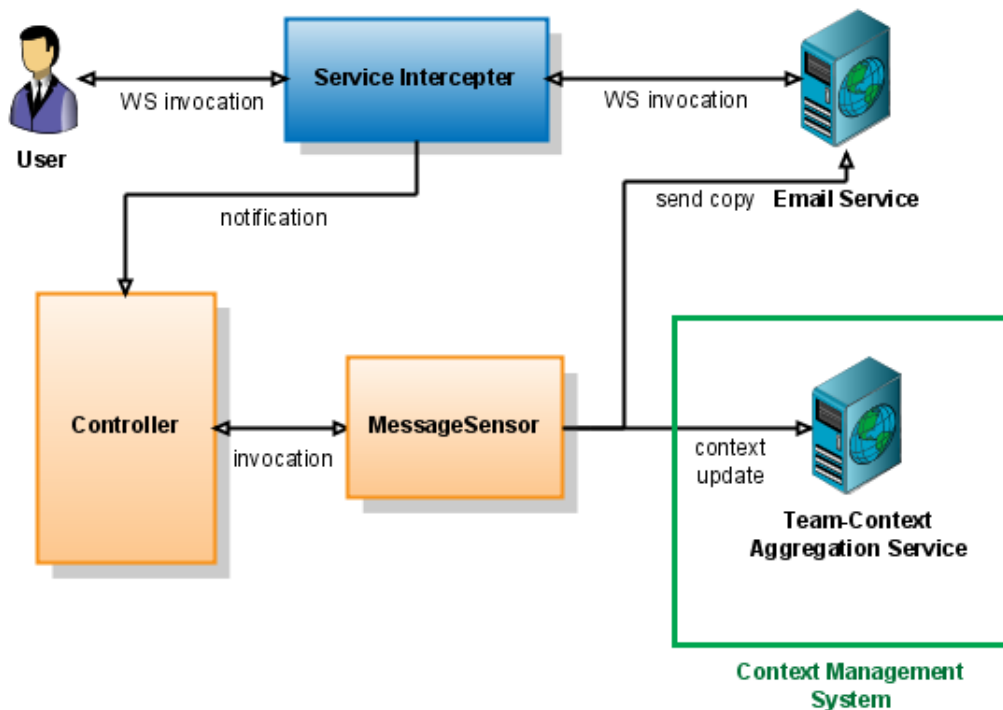 Service Intercepter
WS invocation
WS invocation
User
send copy
Email Service
notification
Controller
MessageSensor
invocation
context
update
Team-Context
Aggregation Service
Context Management
System